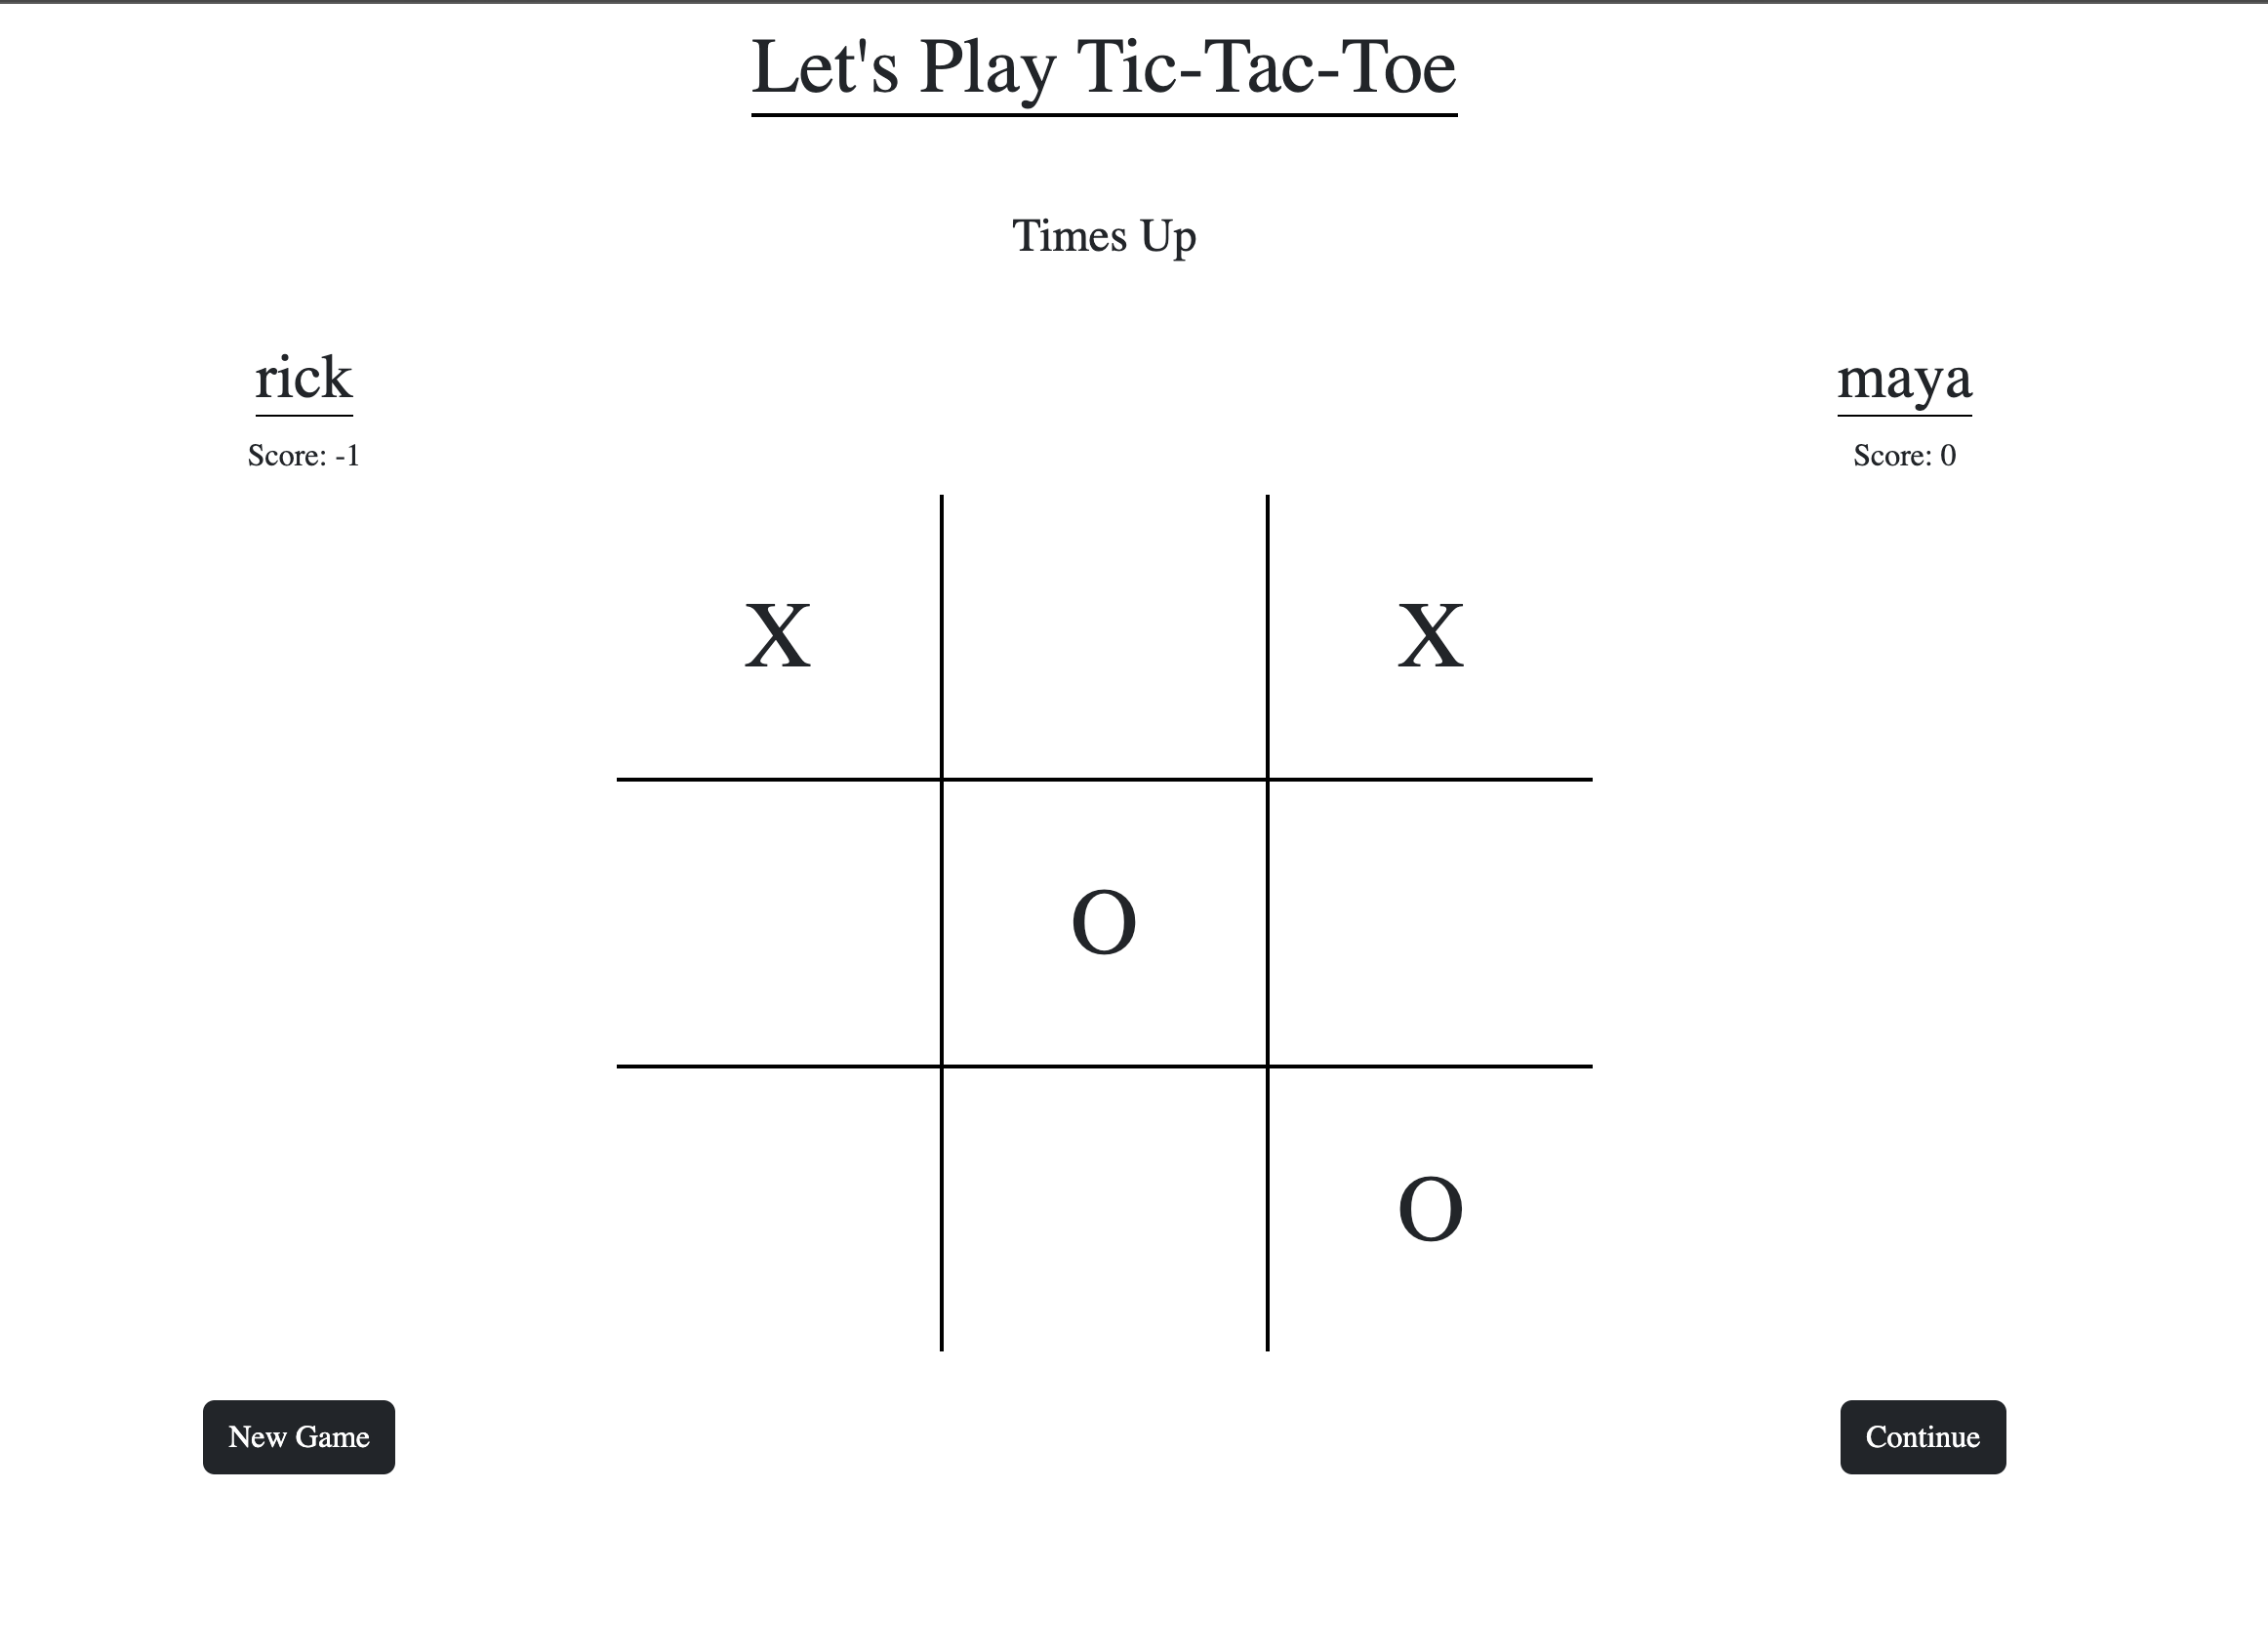 Let's Play Tic-Tac-Toe
Times Up
rick
maya
Score: -1
Score: 0
X
X
O
O
New Game
Continue